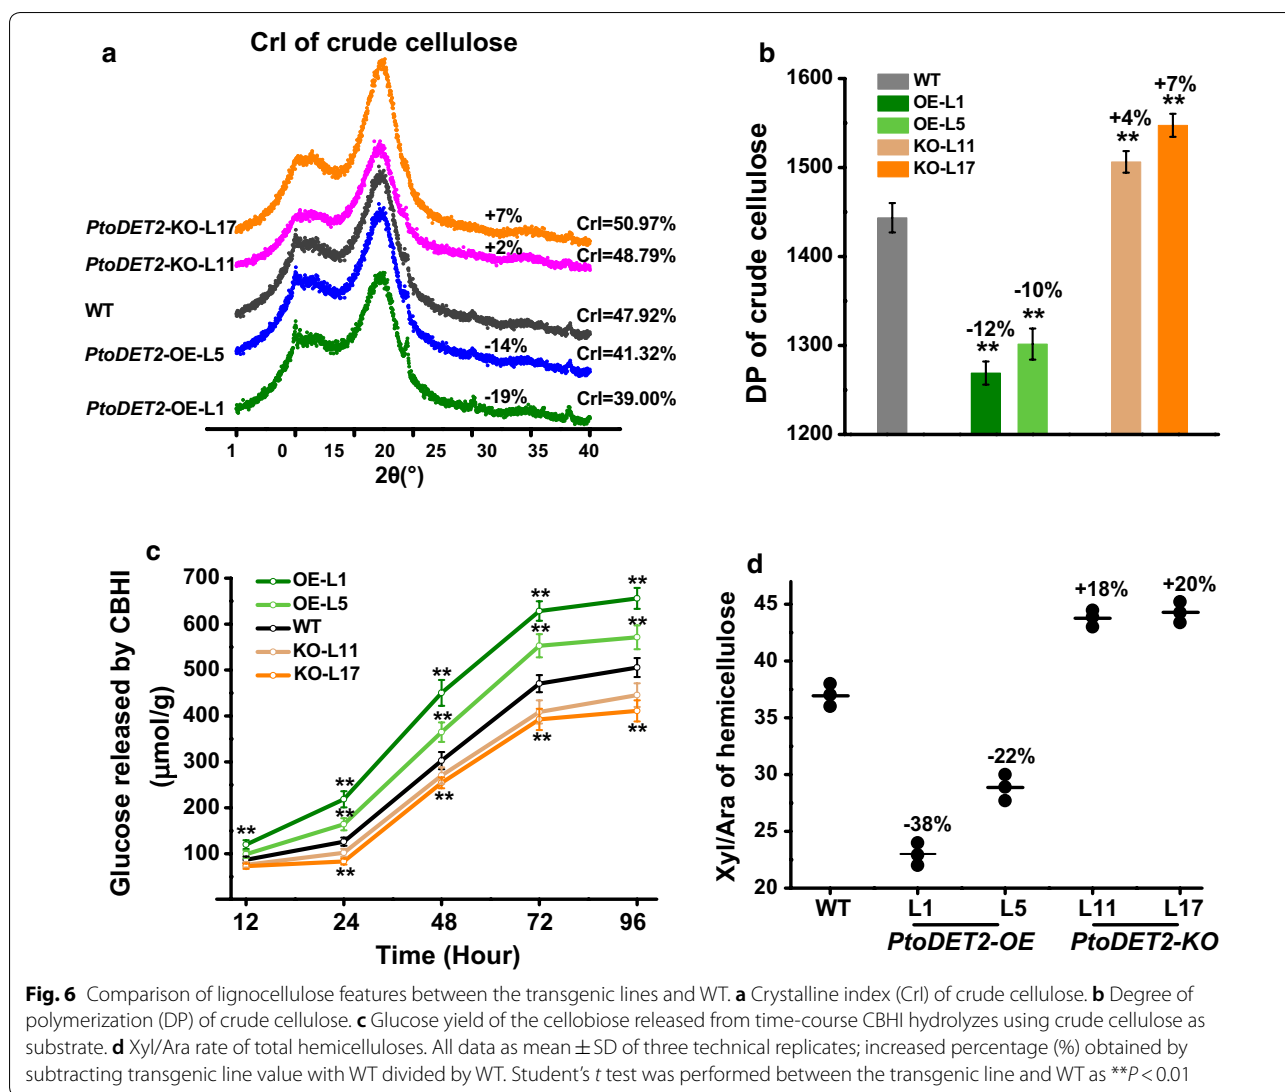 a
CrI of crude cellulose
+7%
PtoDET2-KO-L17
CrI=50.97%
+2%
PtoDET2-KO-L11
CrI=48.79%
WT
CrI=47.92%
-14%
PtoDET2-OE-L5
CrI=41.32%
-19%
PtoDET2-OE-L1
CrI=39.00%
1 0 15 20 25 30 35 40
2θ(°)
b
DP of crude cellulose
1600
1500
1400
1300
1200
WT
OE-L1
OE-L5
KO-L11
KO-L17
-12%
**
-10%
**
+4%
**
+7%
**
c
Glucose released by CBHI
(μmol/g)
700
600
500
400
300
200
100
OE-L1
OE-L5
WT
KO-L11
KO-L17
**
**
**
**
**
**
**
**
**
**
**
**
**
12 24 48 72 96
Time (Hour)
d
Xyl/Ara of hemicellulose
45
40
35
30
25
20
-38%
-22%
+18%
+20%
WT L1 L5 L11 L17
PtoDET2-OE PtoDET2-KO
Fig. 6 Comparison of lignocellulose features between the transgenic lines and WT. a Crystalline index (CrI) of crude cellulose. b Degree of
polymerization (DP) of crude cellulose. c Glucose yield of the cellobiose released from time-course CBHI hydrolyzes using crude cellulose as
substrate. d Xyl/Ara rate of total hemicelluloses. All data as mean ± SD of three technical replicates; increased percentage (%) obtained by
subtracting transgenic line value with WT divided by WT. Student's t test was performed between the transgenic line and WT as **P < 0.01